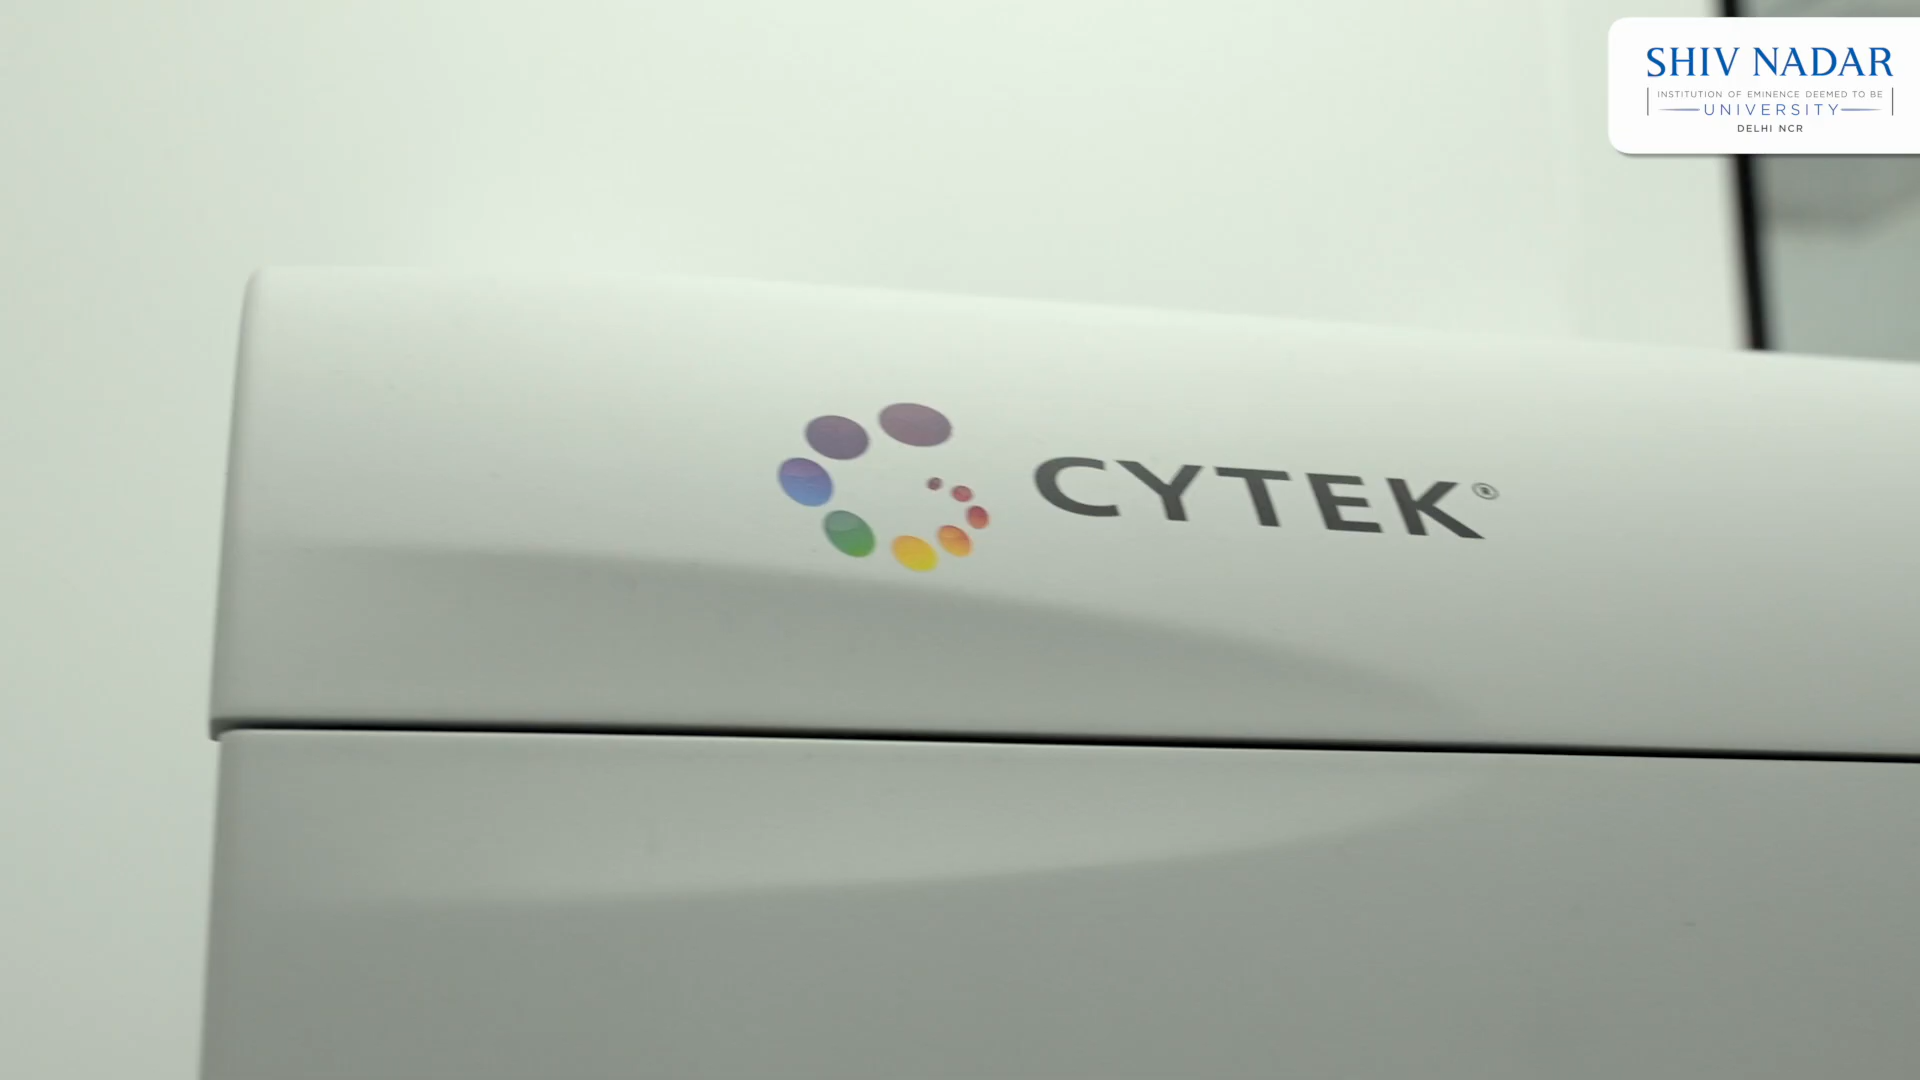 SHIV NADAR
INSTITUTION OF EMINENCE DEEMED TO BE
UNIVERSITY
DELHI NCR
CYTEK®